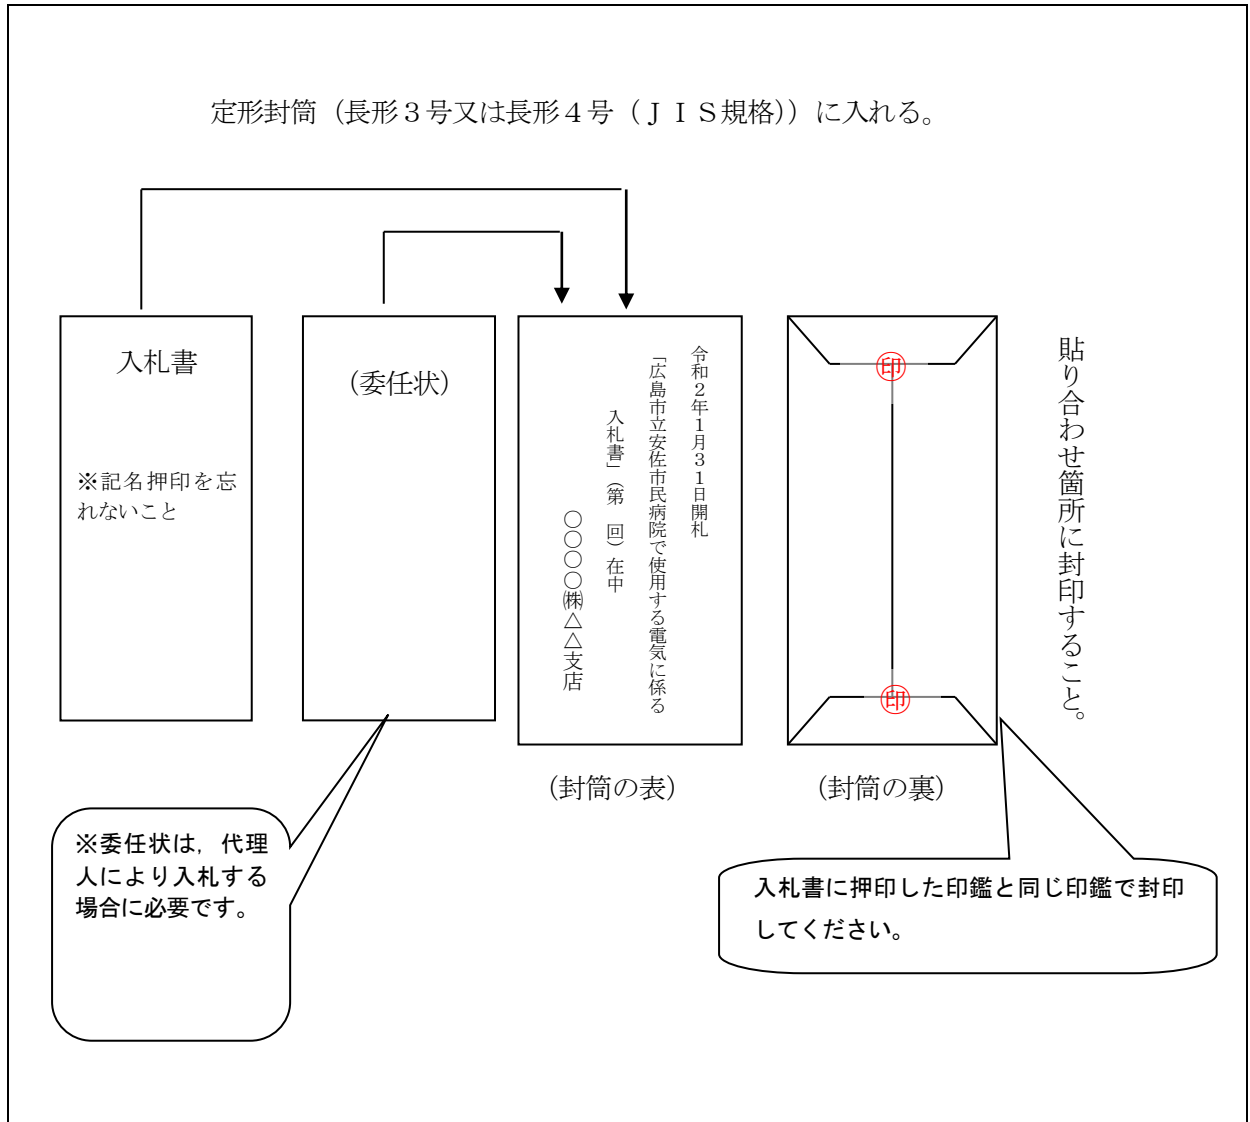 定形封筒（長形３号又は長形４号（ＪＩＳ規格））に入れる。
入札書
※記名押印を忘
れないこと
（委任状）
令和２年１月３１日開札
「広島市立安佐市民病院で使用する電気に係る
入札書」（第　回）在中
〇〇〇〇㈱△△支店
印
印
貼り合わせ箇所に封印すること。
（封筒の表）
（封筒の裏）
※委任状は，代理
人により入札する
場合に必要です。
入札書に押印した印鑑と同じ印鑑で封印
してください。